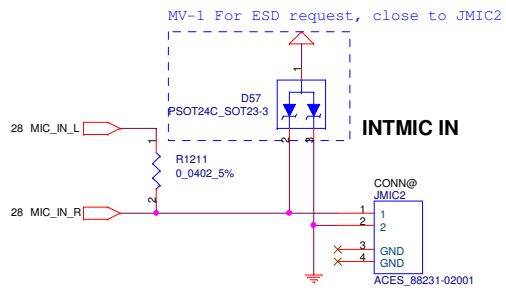 MV-1 For ESD request, close to JMIC2
1
D57
PSOT24C_SOT23-3
2
3
INTMIC IN
28 MIC_IN_L
1
R1211
0_0402_5%
2
28 MIC_IN_R
CONN@
JMIC2
1 1
2 2
3 GND
4 GND
ACES_88231-02001